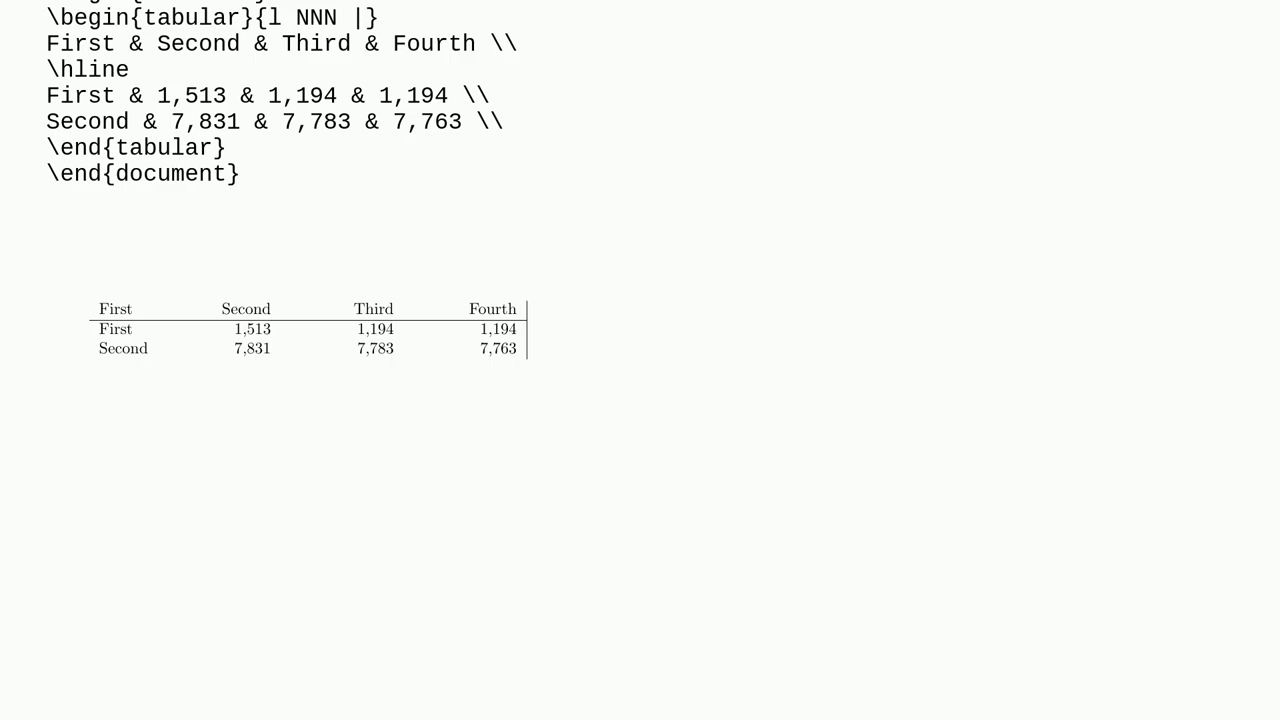 \begin{tabular}{l NNN |}
First & Second & Third & Fourth \\
\hline
First & 1,513 & 1,194 & 1,194 \\
Second & 7,831 & 7,783 & 7,763 \\
\end{tabular}
\end{document}
First Second Third Fourth
First 1,513 1,194 1,194
Second 7,831 7,783 7,763